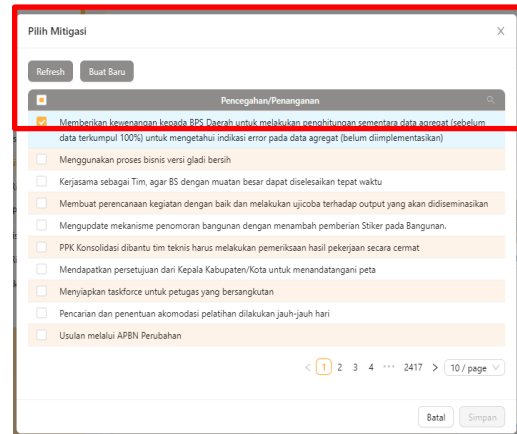 Pilih Mitigasi
Refresh Buat Baru
Pencegahan/Penanganan
Memberikan kewenangan kepada BPS Daerah untuk melakukan penghitungan sementara data agregat (sebelum
data terkumpul 100%) untuk mengetahui indikasi error pada data agregat (belum diimplementasikan)
Menggunakan proses bisnis versi gladi bersih
Kerjasama sebagai Tim, agar BS dengan muatan besar dapat diselesaikan tepat waktu
Membuat perencanaan kegiatan dengan baik dan melakukan ujicoba terhadap output yang akan didiseminasikan
Mengupdate mekanisme penomoran bangunan dengan menambah pemberian Stiker pada Bangunan.
PPK Konsolidasi dibantu tim teknis harus melakukan pemeriksaan hasil pekerjaan secara cermat
Mendapatkan persetujuan dari Kepala Kabupaten/Kota untuk menandatangani peta
Menyiapkan taskforce untuk petugas yang bersangkutan
Pencarian dan penentuan akomodasi pelatihan dilakukan jauh-jauh hari
Usulan melalui APBN Perubahan
< 1 2 3 4 ••• 2417 > 10 / page
Batal Simpan